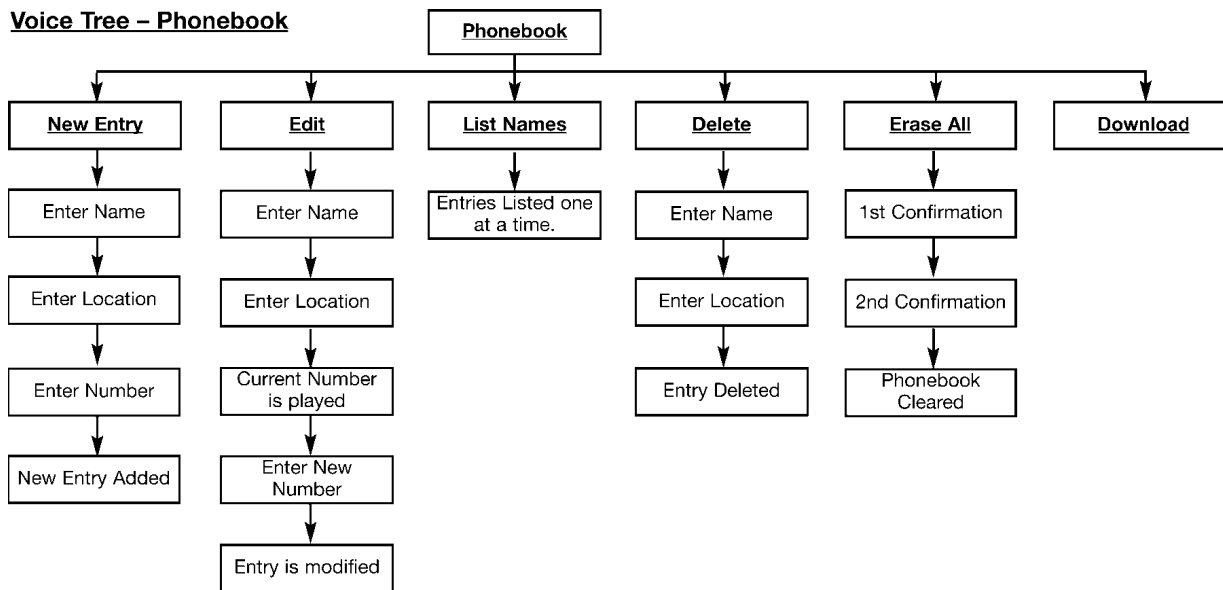 Voice Tree – Phonebook
Phonebook
New Entry
Edit
List Names
Delete
Erase All
Download
Enter Name
Enter Name
Entries Listed one
at a time.
Enter Name
1st Confirmation
Enter Location
Enter Location
Enter Location
2nd Confirmation
Enter Number
Current Number
is played
Entry Deleted
Phonebook
Cleared
New Entry Added
Enter New
Number
Entry is modified